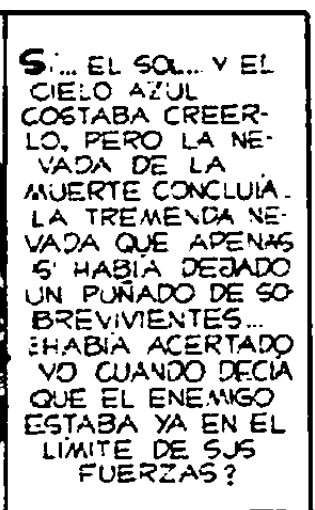 SÍ... EL SOL... Y EL
CIELO AZUL
COSTABA CREER-
LO, PERO LA NE-
VADA DE LA
MUERTE CONCLUÍA.
LA TREMENDA NE-
VADA QUE APENAS
SI HABÍA DEJADO
UN PUÑADO DE SO-
BREVIVIENTES...
¿HABÍA ACERTADO
YO CUANDO DECÍA
QUE EL ENEMIGO
ESTABA YA EN EL
LÍMITE DE SUS
FUERZAS?